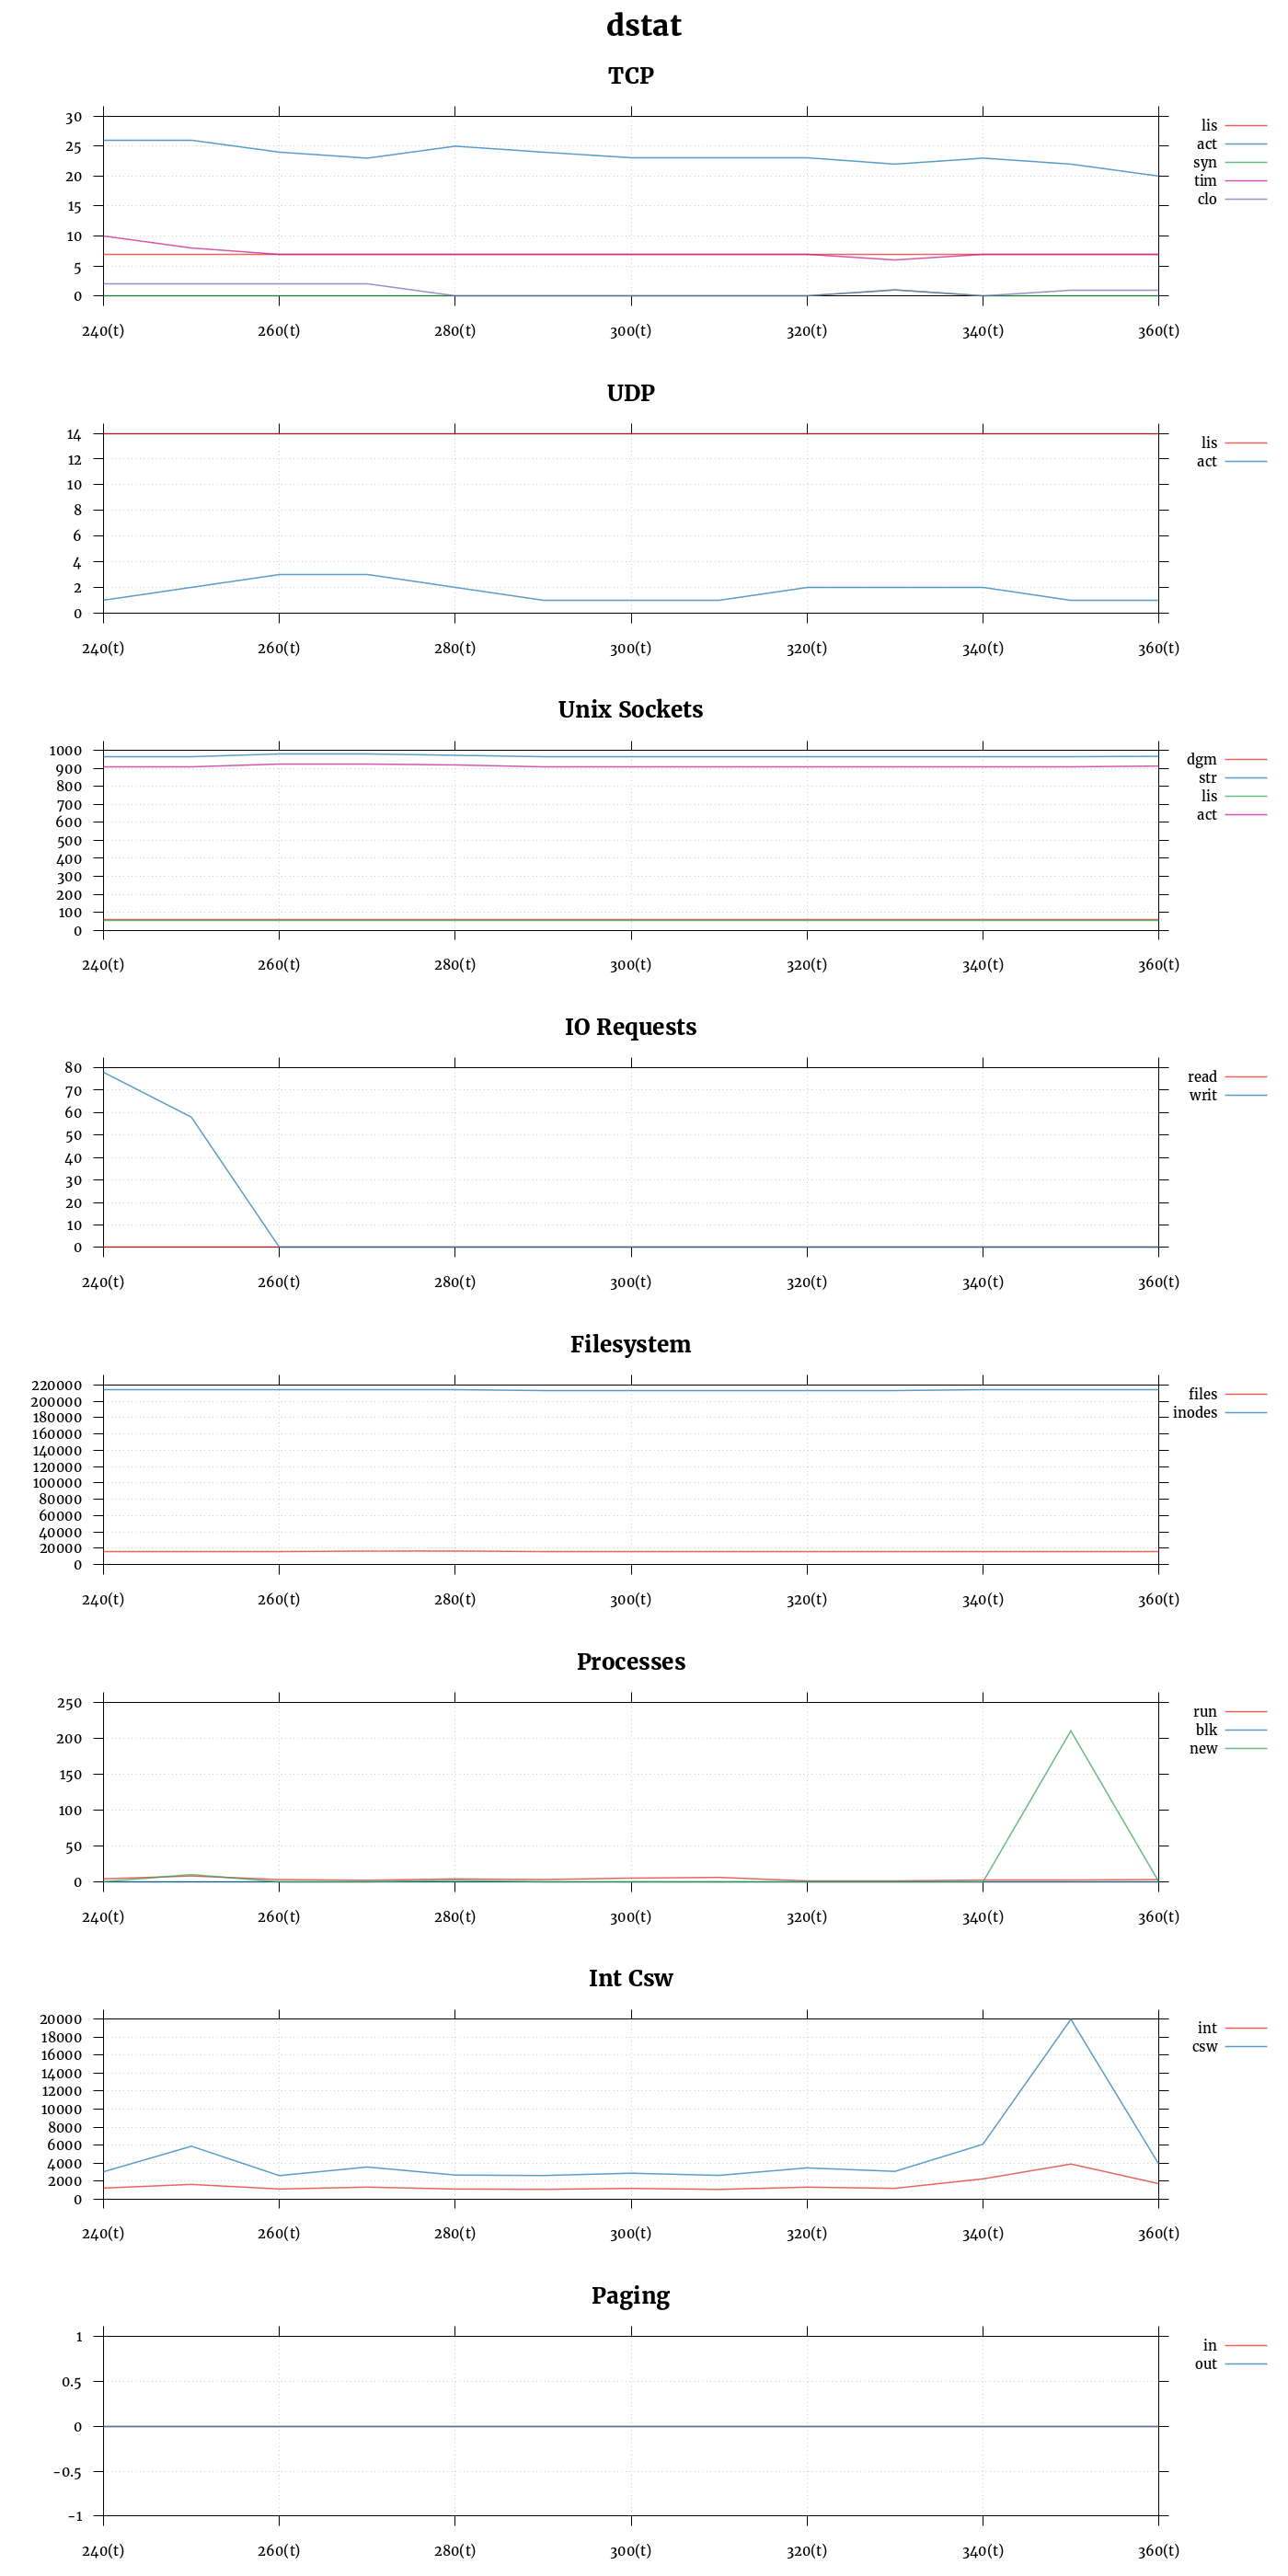 dstat
TCP
30
25
20
15
10
5
0
240(t) 260(t) 280(t) 300(t) 320(t) 340(t) 360(t)
lis
act
syn
tim
clo
UDP
14
12
10
8
6
4
2
0
240(t) 260(t) 280(t) 300(t) 320(t) 340(t) 360(t)
lis
act
Unix Sockets
1000
900
800
700
600
500
400
300
200
100
0
240(t) 260(t) 280(t) 300(t) 320(t) 340(t) 360(t)
dgm
str
lis
act
IO Requests
80
70
60
50
40
30
20
10
0
240(t) 260(t) 280(t) 300(t) 320(t) 340(t) 360(t)
read
writ
Filesystem
220000
200000
180000
160000
140000
120000
100000
80000
60000
40000
20000
0
240(t) 260(t) 280(t) 300(t) 320(t) 340(t) 360(t)
files
inodes
Processes
250
200
150
100
50
0
240(t) 260(t) 280(t) 300(t) 320(t) 340(t) 360(t)
run
blk
new
Int Csw
20000
18000
16000
14000
12000
10000
8000
6000
4000
2000
0
240(t) 260(t) 280(t) 300(t) 320(t) 340(t) 360(t)
int
csw
Paging
1
0.5
0
-0.5
-1
240(t) 260(t) 280(t) 300(t) 320(t) 340(t) 360(t)
in
out